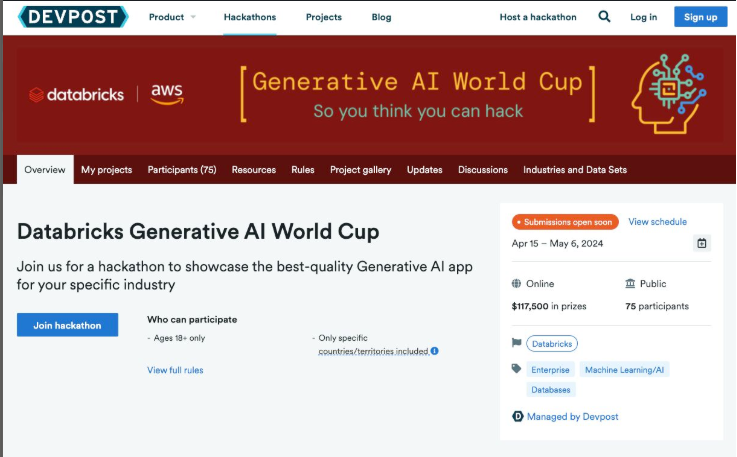 DEVPOST
Product
Hackathons
Projects
Blog
Host a hackathon
Log in
Sign up
databricks
aws
[Generative AI World Cup]
So you think you can hack
Overview
My projects
Participants (75)
Resources
Rules
Project gallery
Updates
Discussions
Industries and Data Sets
Databricks Generative AI World Cup
Join us for a hackathon to showcase the best-quality Generative AI app
for your specific industry
Join hackathon
Who can participate
- Ages 18+ only
- Only specific
countries/territories included
View full rules
• Submissions open soon
View schedule
Apr 15 – May 6, 2024
Online
Public
$117,500 in prizes
75 participants
Databricks
Enterprise
Machine Learning/AI
Databases
D Managed by Devpost